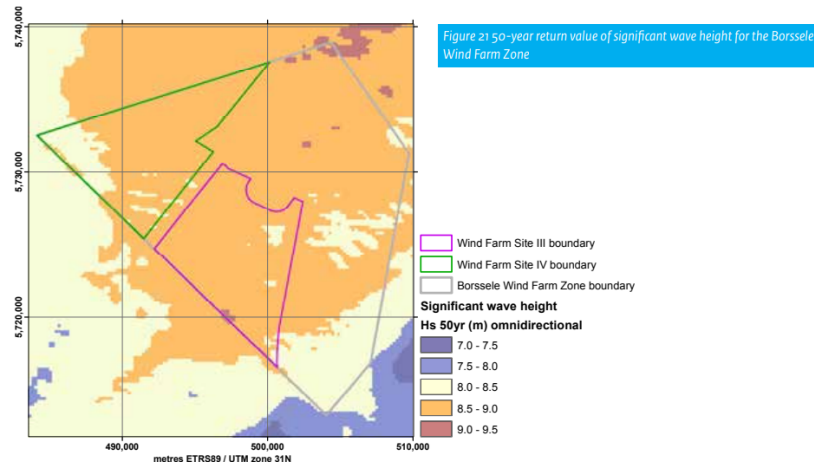 Figure 21 50-year return value of significant wave height for the Borssele
Wind Farm Zone
5,740,000
5,730,000
5,720,000
490,000
500,000
510,000
metres ETRS89 / UTM zone 31N
Wind Farm Site III boundary
Wind Farm Site IV boundary
Borssele Wind Farm Zone boundary
Significant wave height
Hs 50yr (m) omnidirectional
7.0 - 7.5
7.5 - 8.0
8.0 - 8.5
8.5 - 9.0
9.0 - 9.5